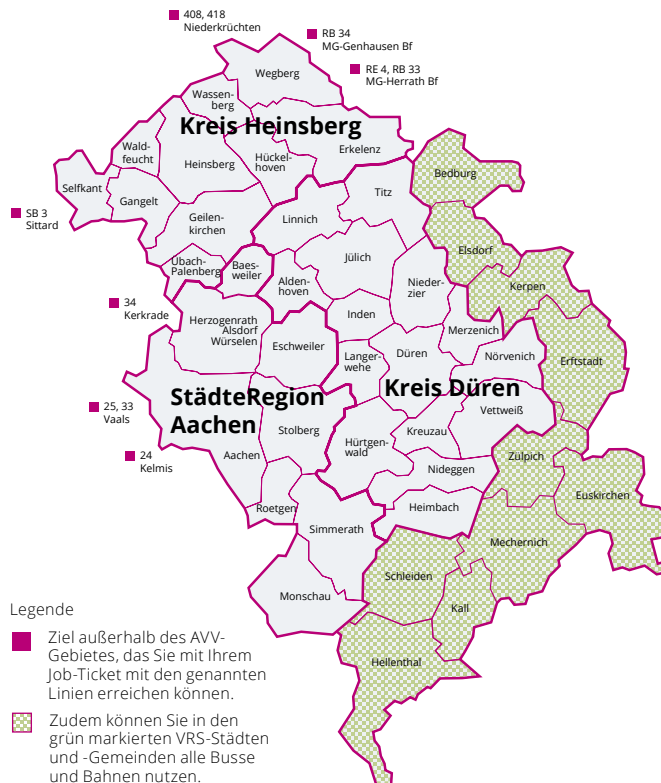 408, 418
Niederkrüchten
RB 34
MG-Genhausen Bf
RE 4, RB 33
MG-Herrath Bf
Wegberg
Wassen-
berg
Kreis Heinsberg
Erkelenz
Wald-
feucht
Heinsberg
Hückel-
hoven
Bedburg
Selfkant
Gangelt
Titz
SB 3
Sittard
Geilen-
kirchen
Linnich
Elsdorf
Übach-
Palenberg
Baes-
weiler
Jülich
Alden-
hoven
Nieder-
zier
Kerpen
34
Kerkrade
Herzogenrath
Alsdorf
Würselen
Inden
Merzenich
Eschweiler
Langer-
wehe
Düren
Nörvenich
Erftstadt
StädteRegion
Aachen
Kreis Düren
25, 33
Vaals
Vettweiß
Stolberg
Kreuzau
Hürtgen-
wald
24
Kelmis
Aachen
Zülpich
Nideggen
Euskirchen
Roetgen
Heimbach
Simmerath
Mechernich
Schleiden
Monschau
Kall
Hellenthal
Legende
Ziel außerhalb des AVV-
Gebietes, das Sie mit Ihrem
Job-Ticket mit den genannten
Linien erreichen können.
Zudem können Sie in den
grün markierten VRS-Städten
und -Gemeinden alle Busse
und Bahnen nutzen.